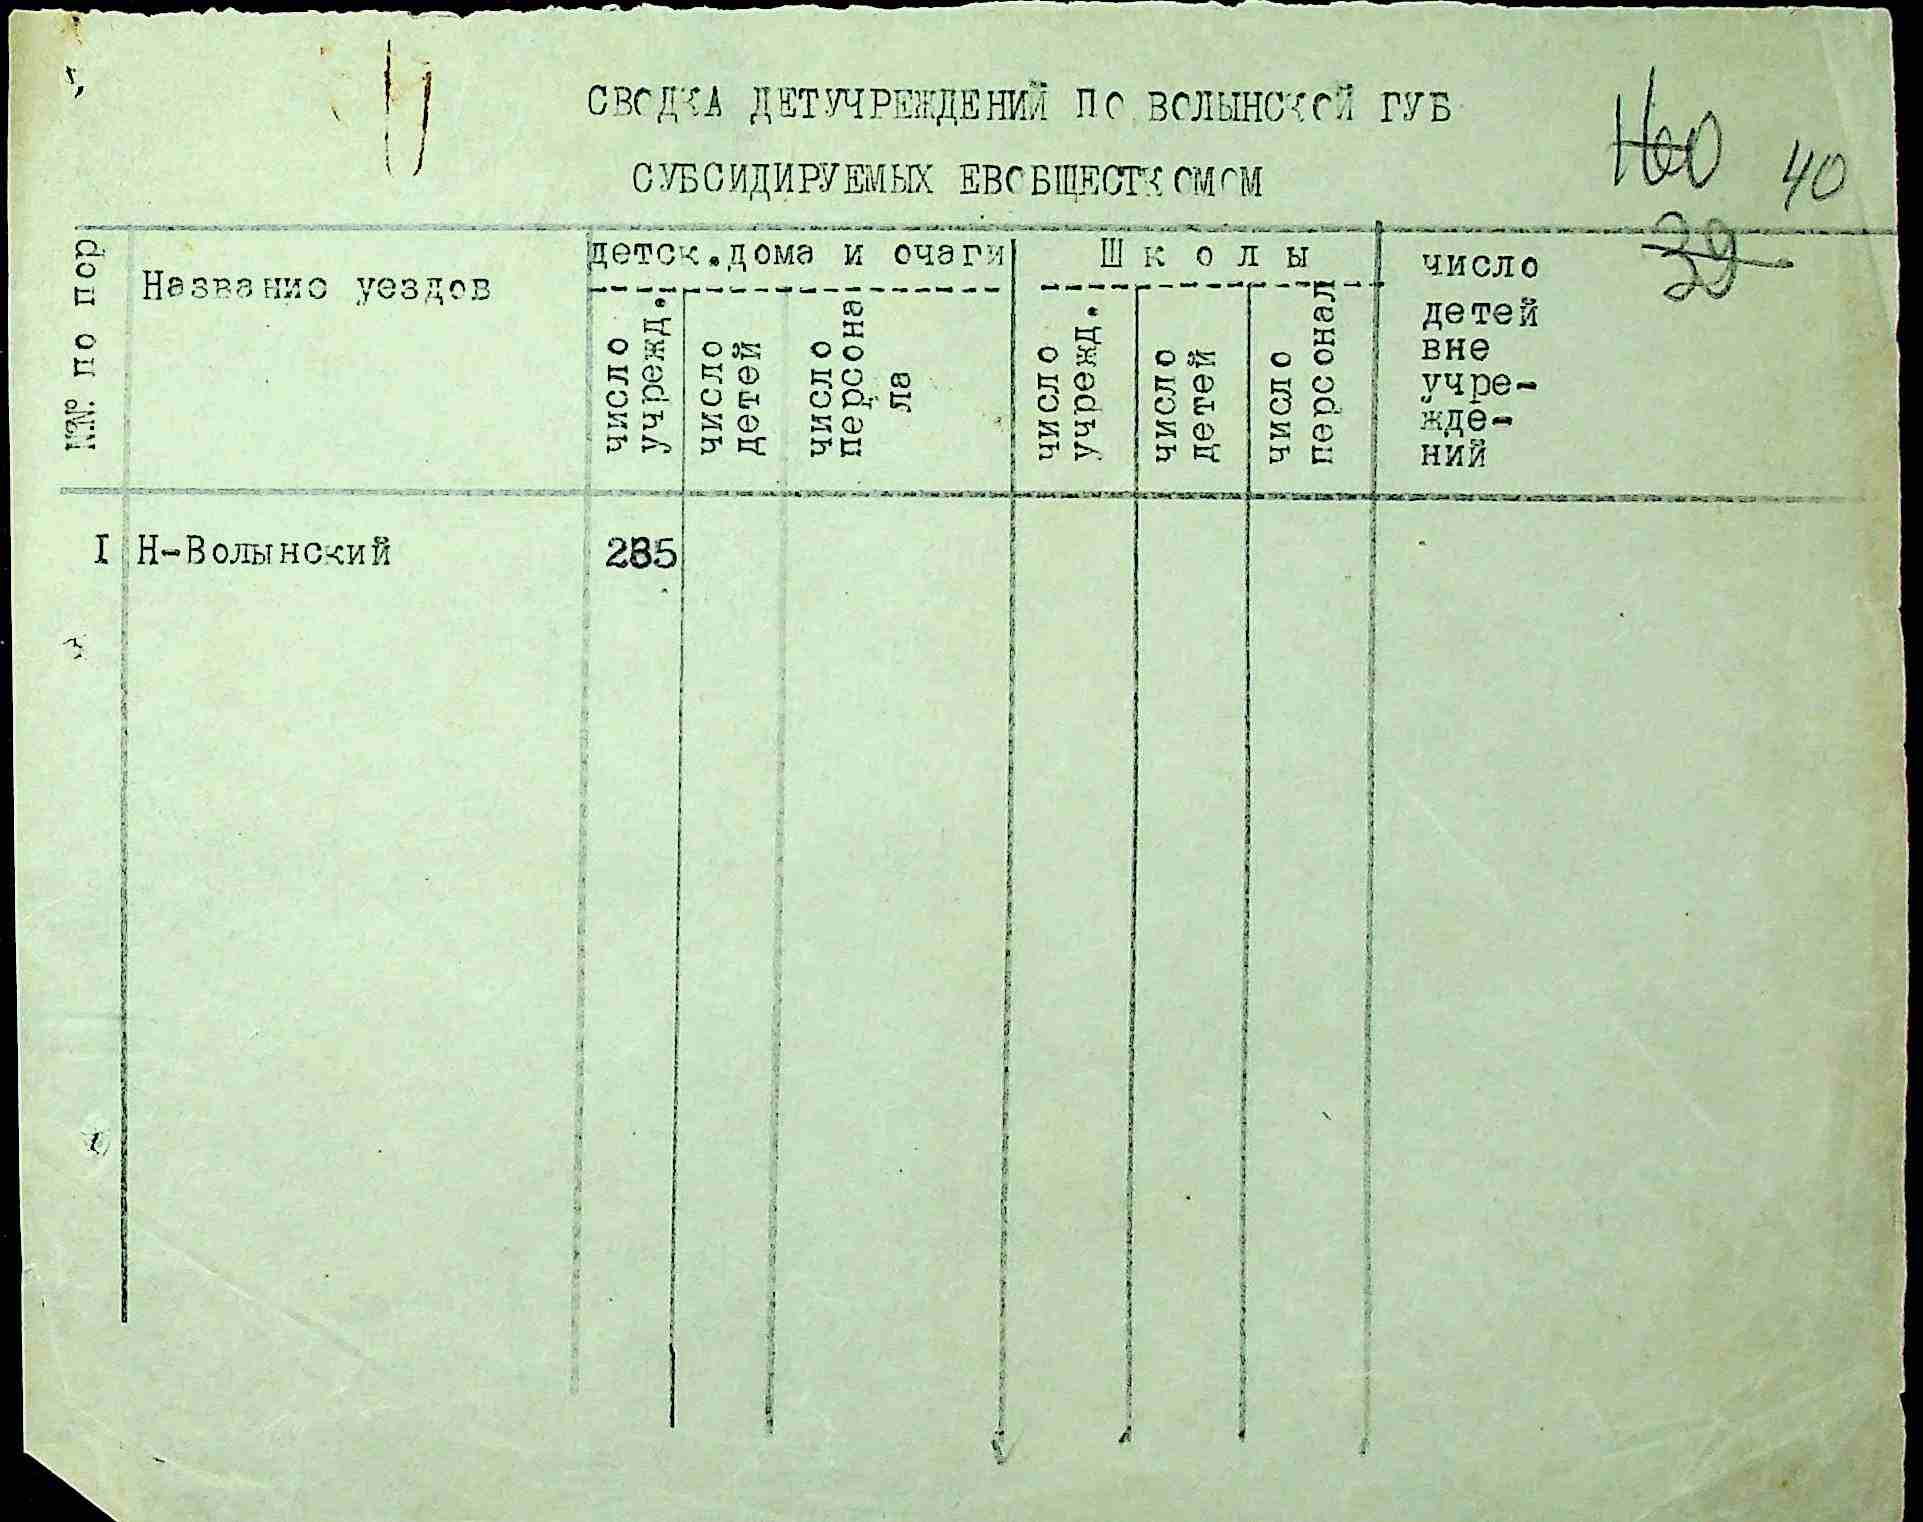 СВОДКА ДЕТУЧРЕЖДЕНИЙ ПО ВОЛЫНСКОЙ ГУБ
СУБСИДИРУЕМЫХ ЕВОБЩЕСТКОМОМ
40
39
№№ по пор
Название уездов
детск.дома и очаги
Школы
число
детей
вне
учре-
жде-
ний
число
учрежд.
число
детей
число
персона
ла
число
учрежд.
число
детей
число
персонал
I Н-Волынский